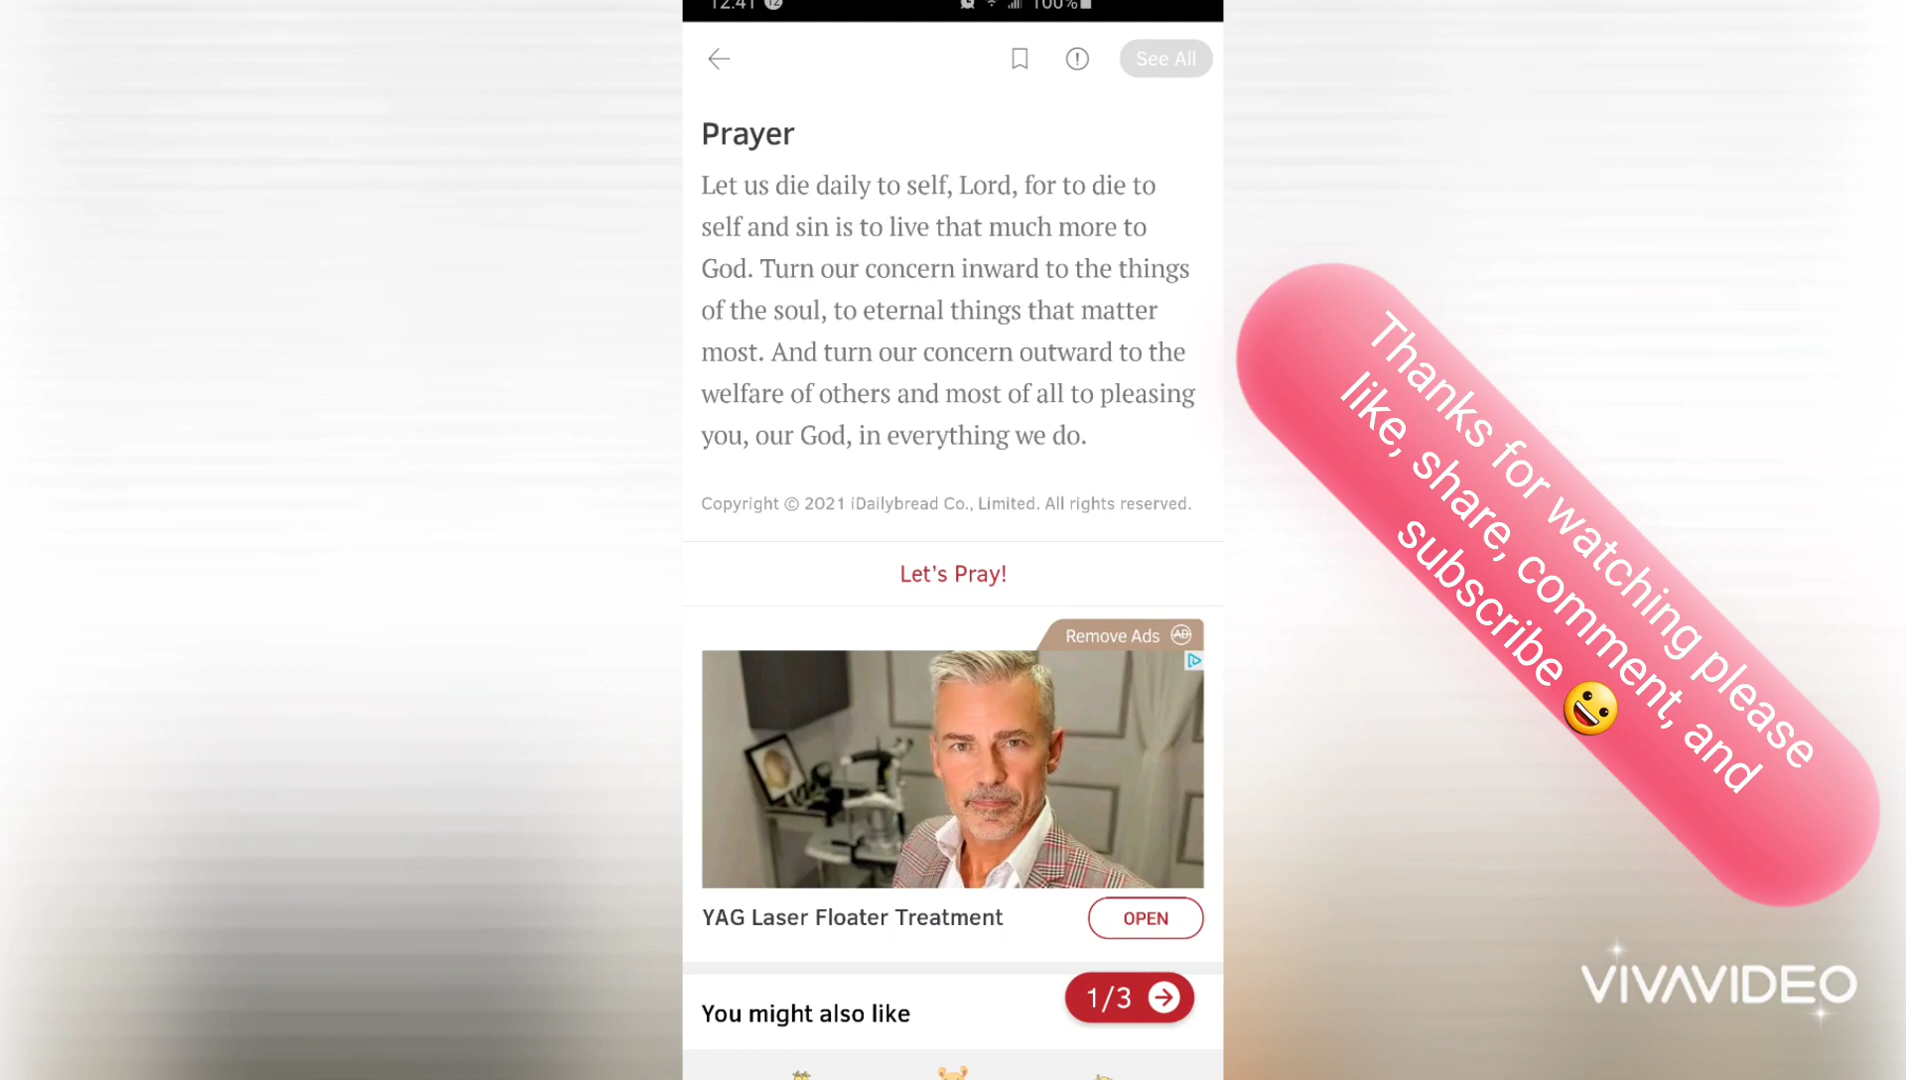 12:41 12 100%
See All
Prayer
Let us die daily to self, Lord, for to die to
self and sin is to live that much more to
God. Turn our concern inward to the things
of the soul, to eternal things that matter
most. And turn our concern outward to the
welfare of others and most of all to pleasing
you, our God, in everything we do.
Copyright © 2021 iDailybread Co., Limited. All rights reserved.
Let's Pray!
Remove Ads AD
YAG Laser Floater Treatment
OPEN
1/3
You might also like
Thanks for watching please
like, share, comment, and
subscribe 😀
VIVAVIDEO